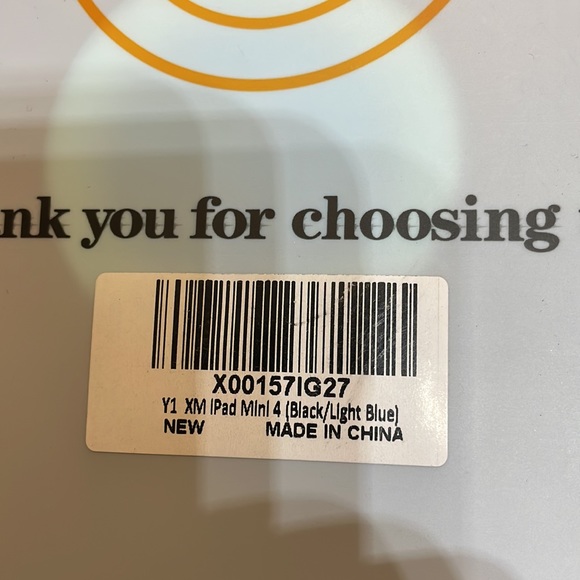 nk you for choosing
X00157IG27
Y1 XM iPad Mini 4 (Black/Light Blue)
NEW MADE IN CHINA